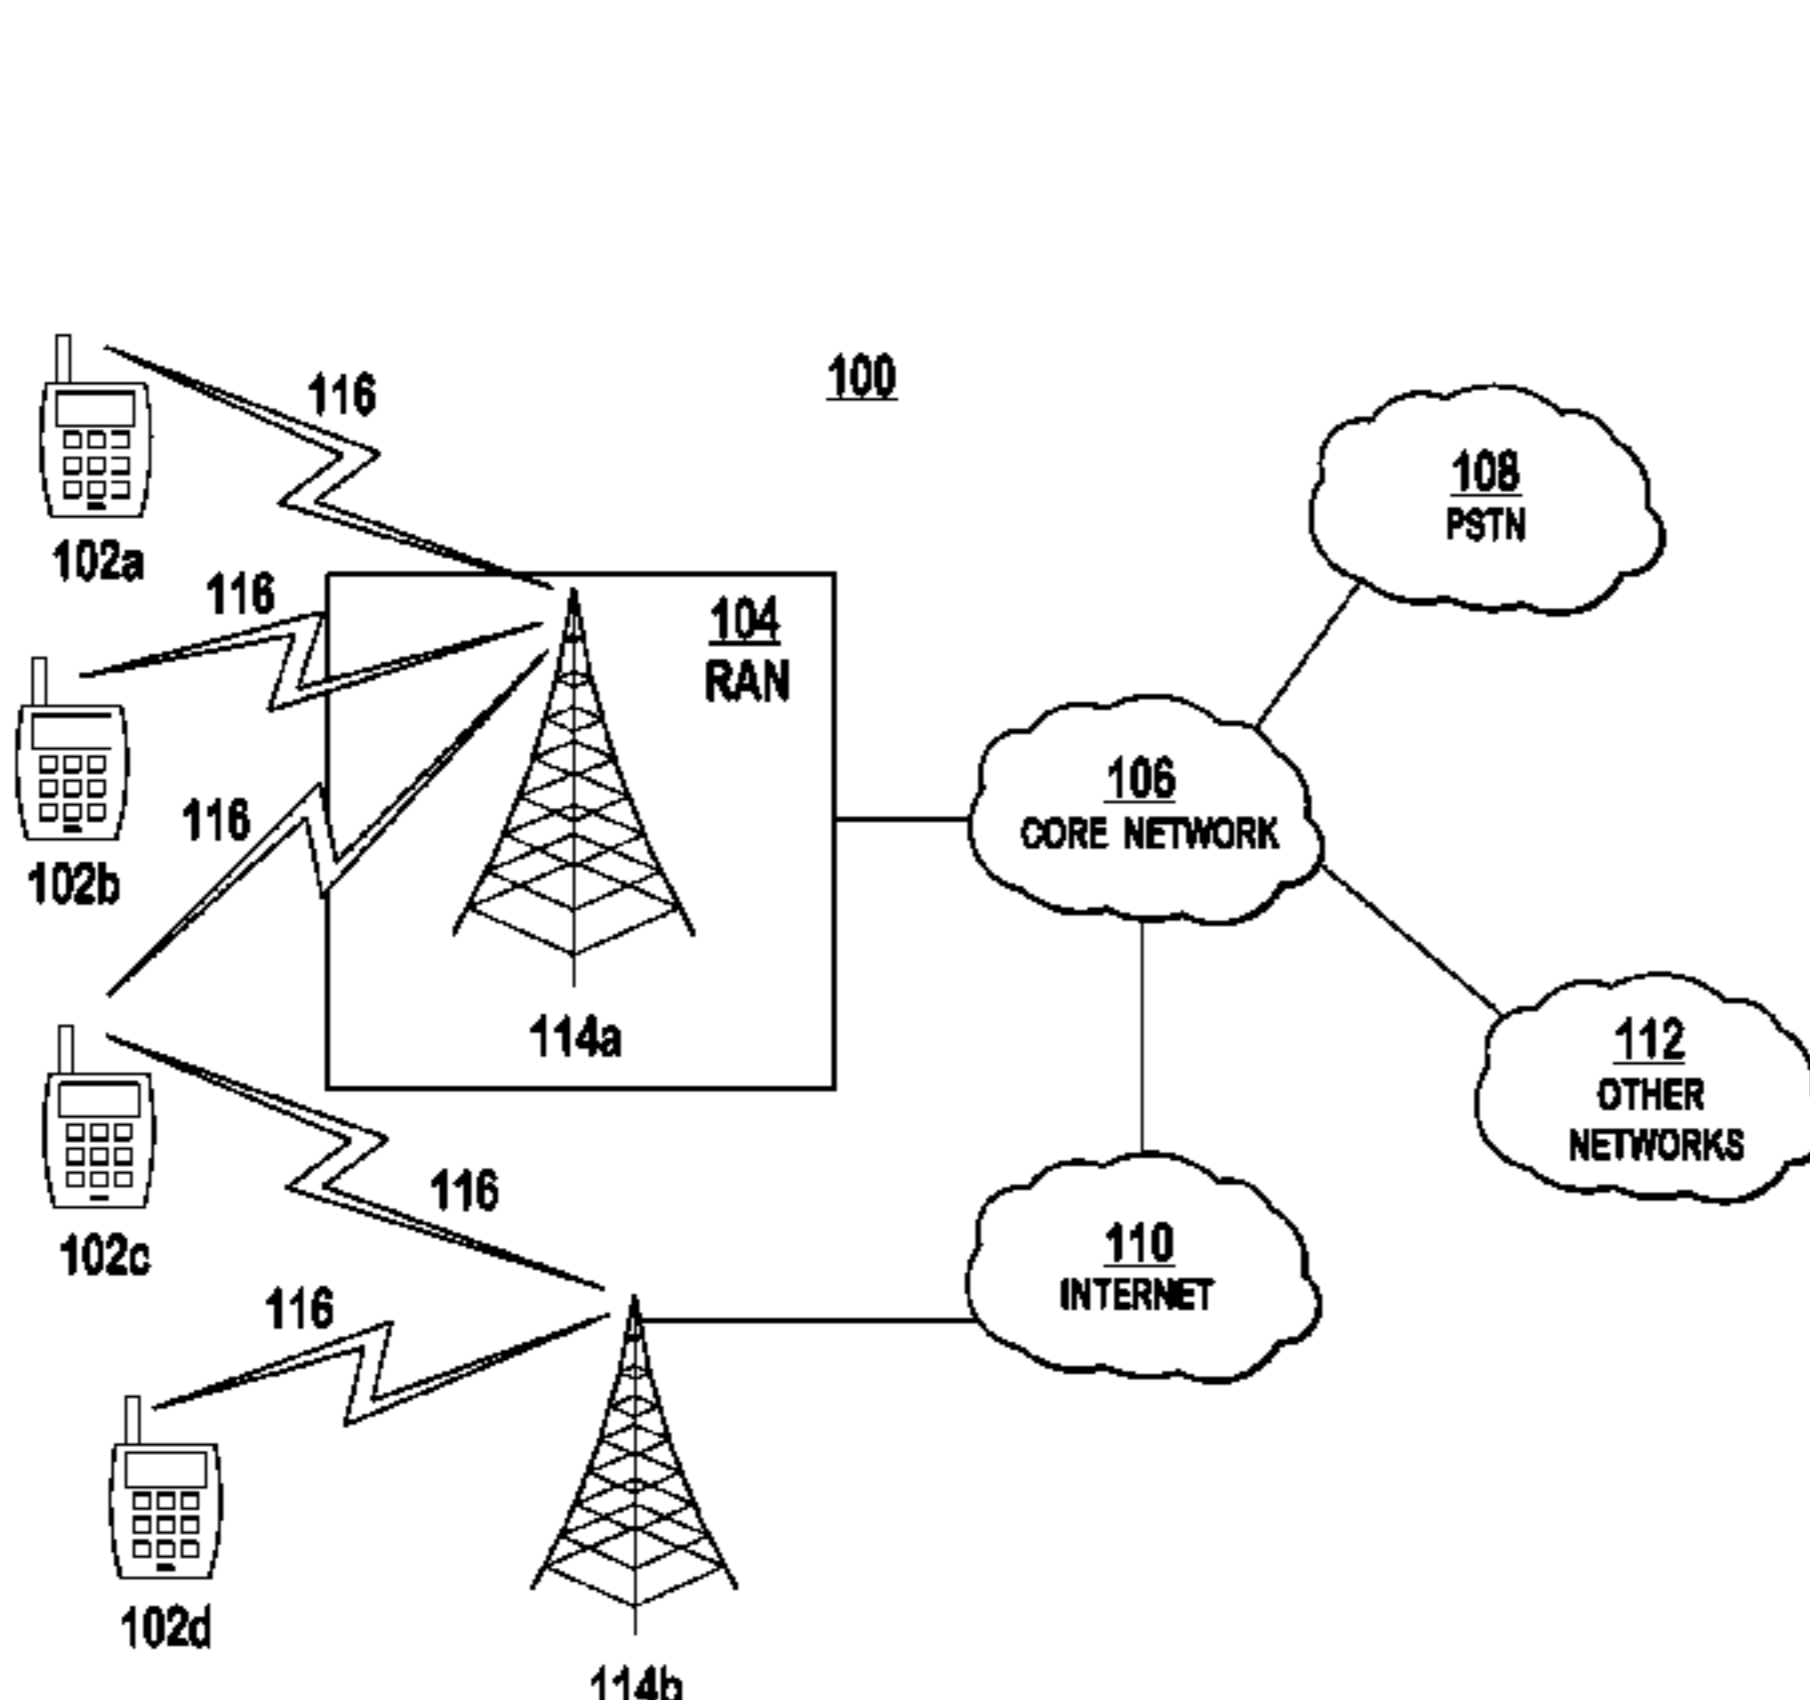 100
116
102a
108
PSTN
116
104
RAN
102b
106
CORE NETWORK
116
114a
112
OTHER
NETWORKS
102c
116
110
INTERNET
116
102d
114b